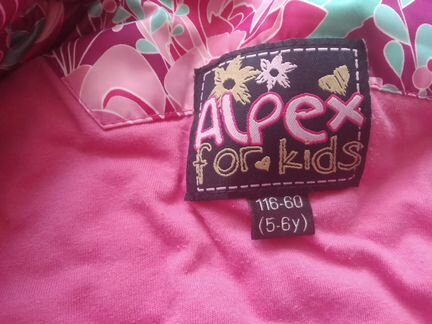 Alpex
for kids
116-60
(5-6y)